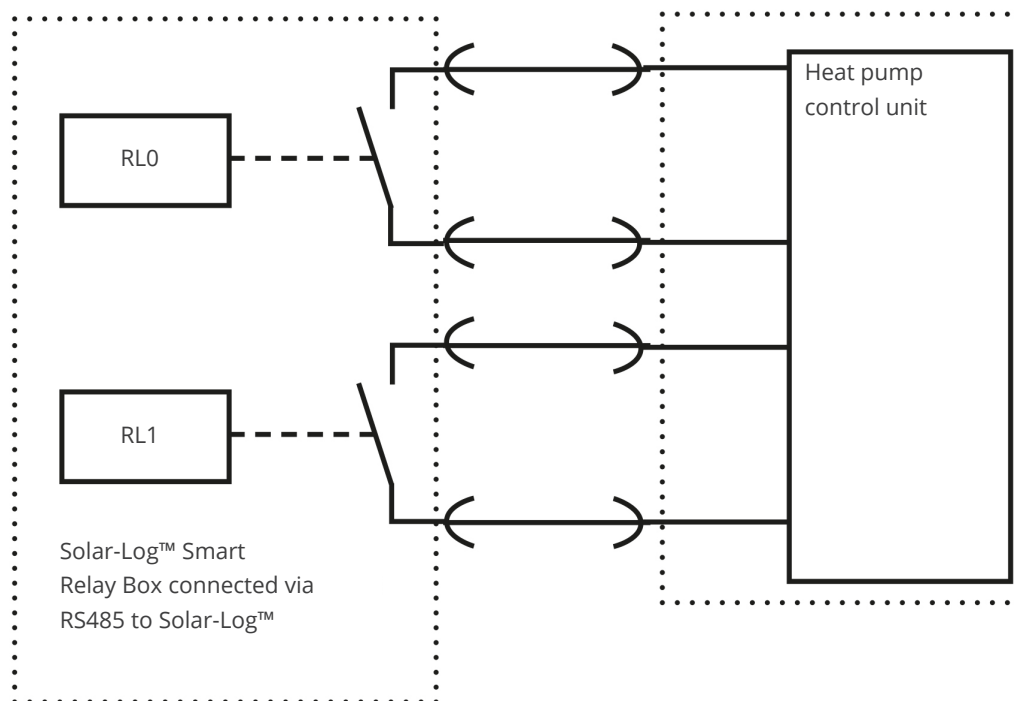 Heat pump
control unit
RL0
RL1
Solar-Log™ Smart
Relay Box connected via
RS485 to Solar-Log™